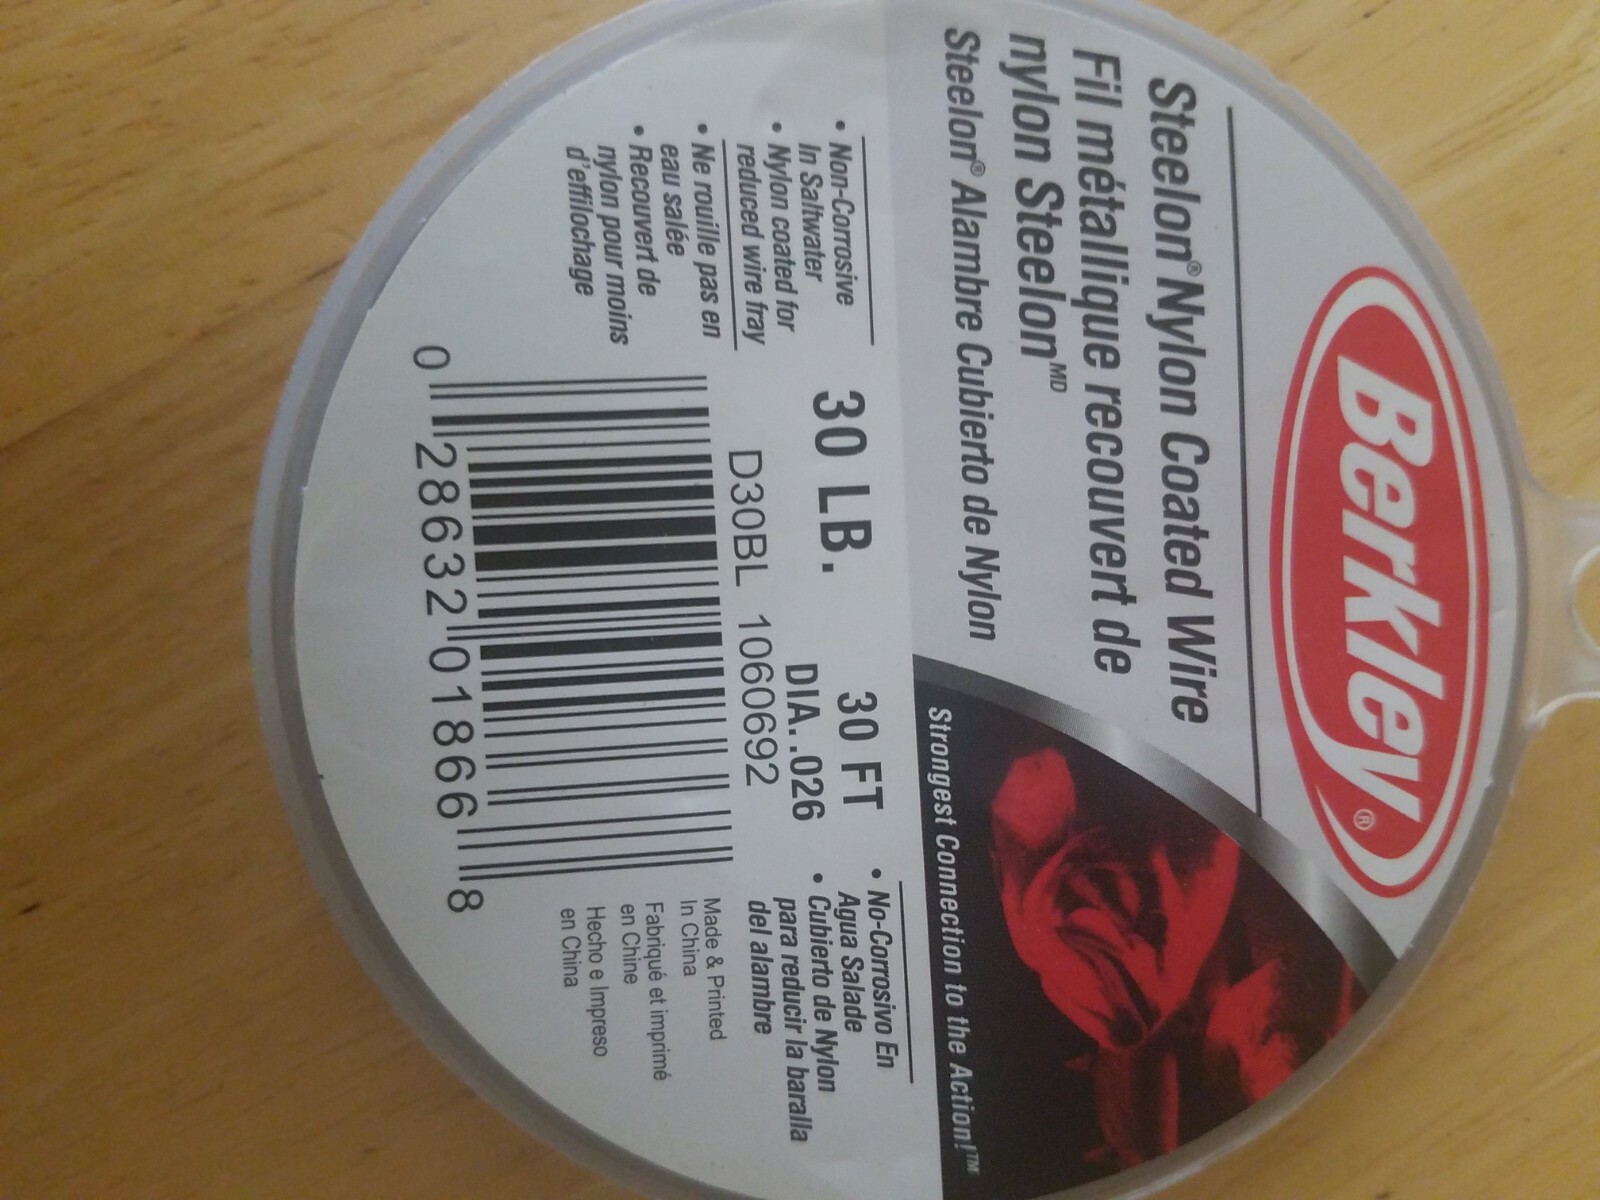 Berkley®
Steelon® Nylon Coated Wire
Fil métallique recouvert de
nylon Steelon MD
Steelon® Alambre Cubierto de Nylon
Strongest Connection to the Action!™
• Non-Corrosive
In Saltwater
• Nylon coated for
reduced wire fray
• Ne rouille pas en
eau salée
• Recouvert de
nylon pour moins
d'effilochage
30 LB.
30 FT
DIA. .026
D30BL 1060692
0 28632 01866 8
• No-Corrosivo En
Agua Salade
• Cubierto de Nylon
para reducir la baralla
del alambre
Made & Printed
In China
Fabriqué et imprimé
en Chine
Hecho e Impreso
en China